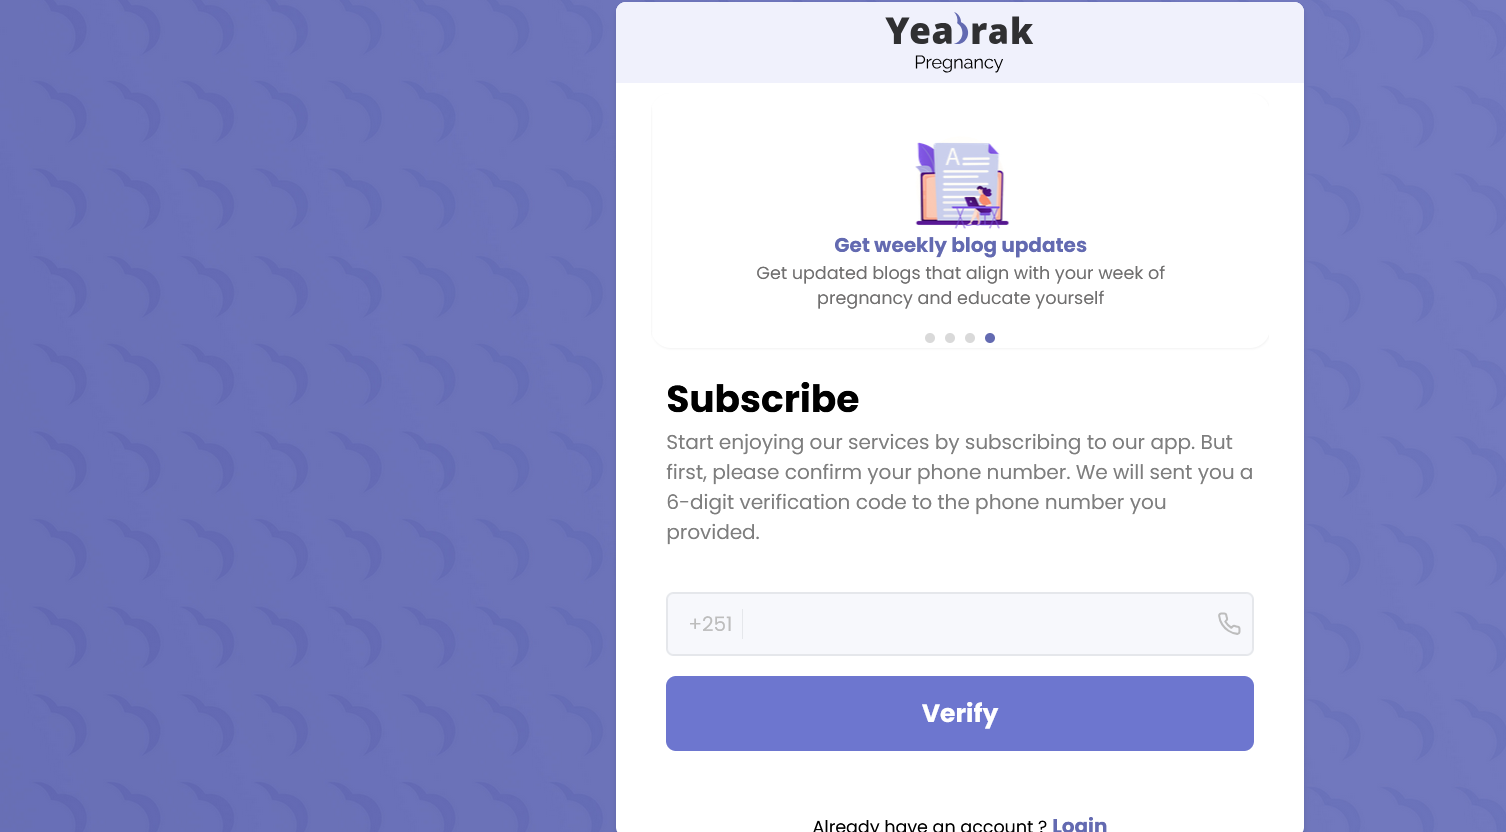 Yeabrak
Pregnancy
A
Get weekly blog updates
Get updated blogs that align with your week of
pregnancy and educate yourself
Subscribe
Start enjoying our services by subscribing to our app. But
first, please confirm your phone number. We will sent you a
6-digit verification code to the phone number you
provided.
+251
Verify
Already have an account ? Login